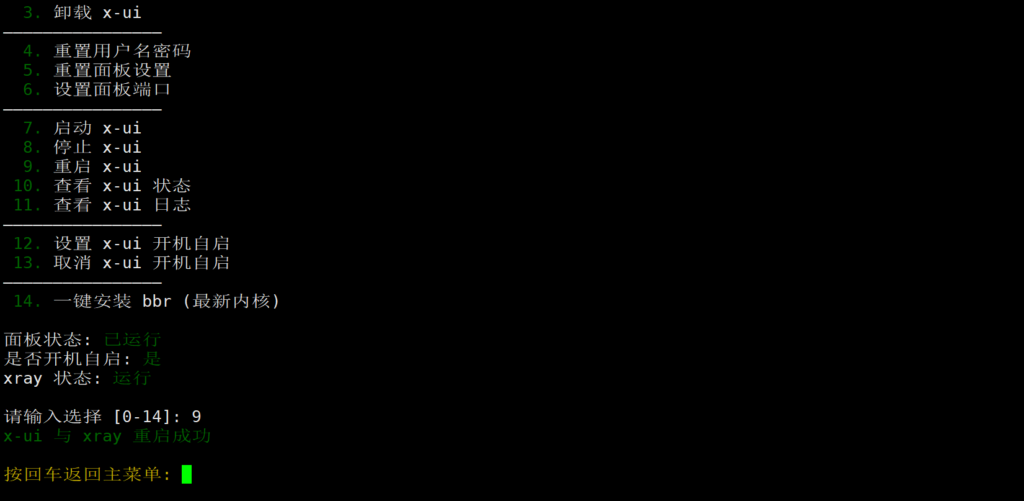 3. 卸载 x-ui
————————————————
4. 重置用户名密码
5. 重置面板设置
6. 设置面板端口
————————————————
7. 启动 x-ui
8. 停止 x-ui
9. 重启 x-ui
10. 查看 x-ui 状态
11. 查看 x-ui 日志
————————————————
12. 设置 x-ui 开机自启
13. 取消 x-ui 开机自启
————————————————
14. 一键安装 bbr (最新内核)
面板状态: 已运行
是否开机自启: 是
xray 状态: 运行
请输入选择 [0-14]: 9
x-ui 与 xray 重启成功
按回车返回主菜单: